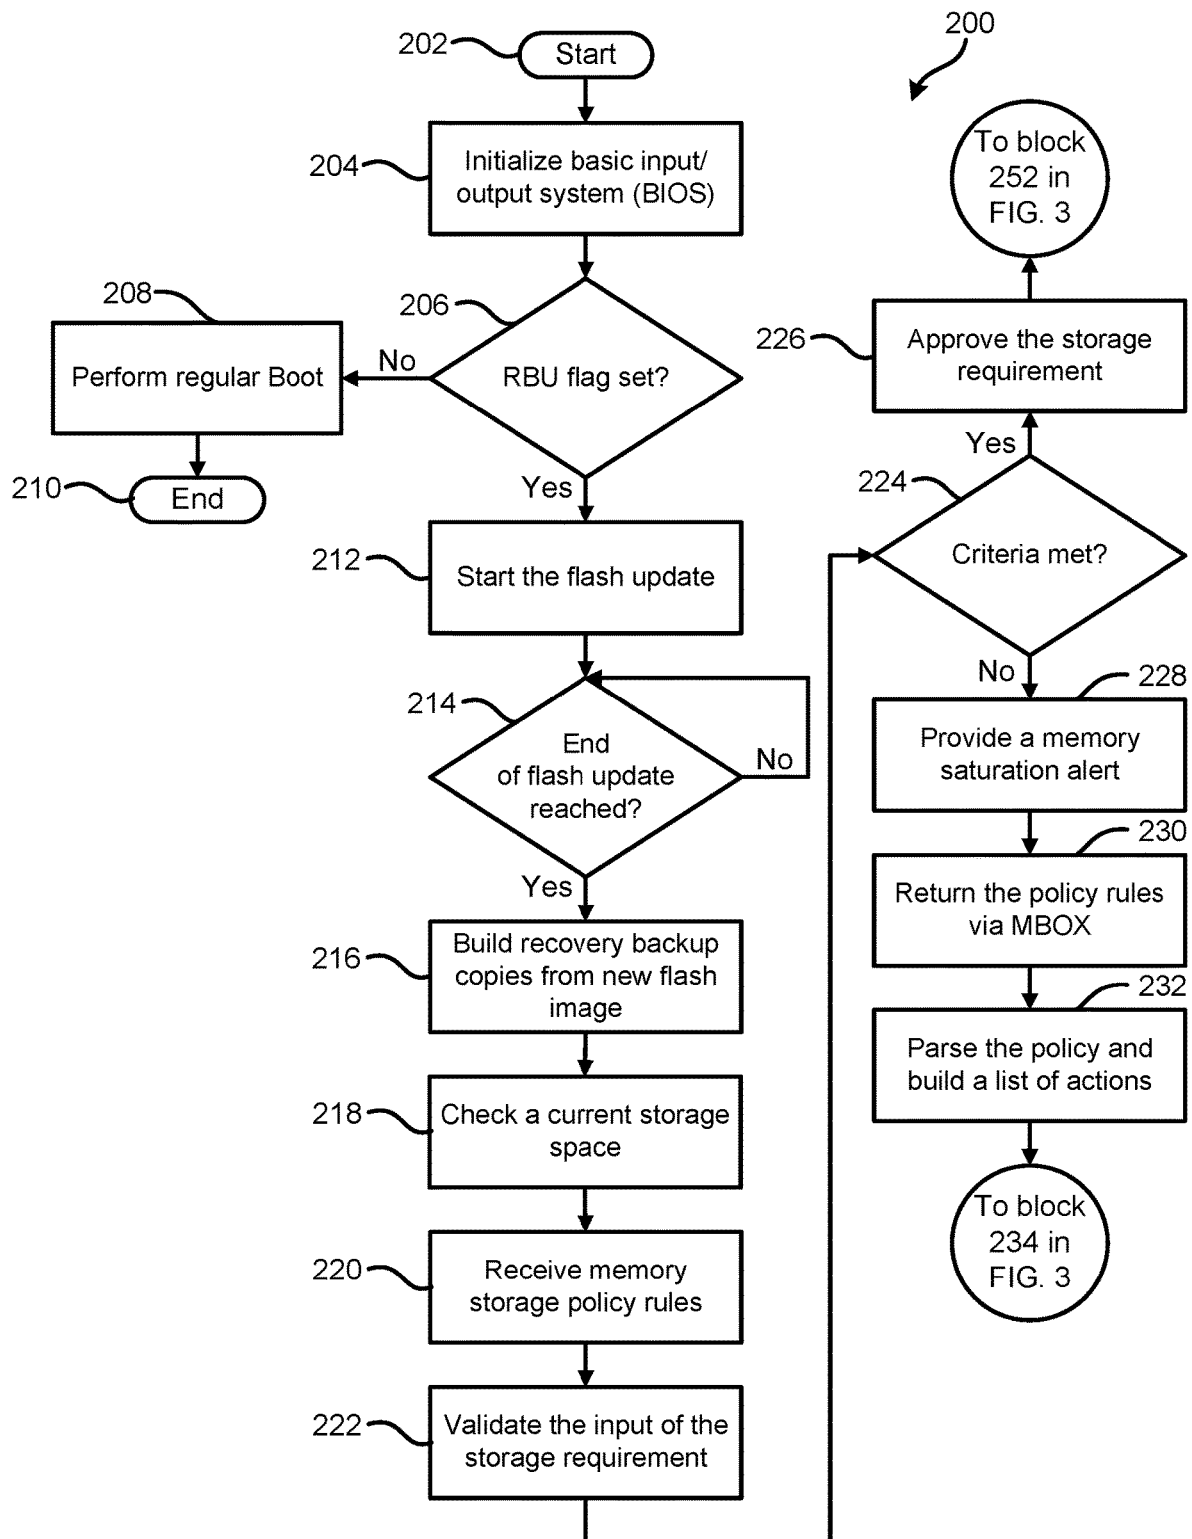 202
Start
200
204
Initialize basic input/
output system (BIOS)
To block
252 in
FIG. 3
208
Perform regular Boot
No
206
RBU flag set?
226
Approve the storage
requirement
210
End
Yes
Yes
224
Criteria met?
212
Start the flash update
No
214
End
of flash update
reached?
No
228
Provide a memory
saturation alert
Yes
230
Return the policy rules
via MBOX
216
Build recovery backup
copies from new flash
image
232
Parse the policy and
build a list of actions
218
Check a current storage
space
To block
234 in
FIG. 3
220
Receive memory
storage policy rules
222
Validate the input of the
storage requirement